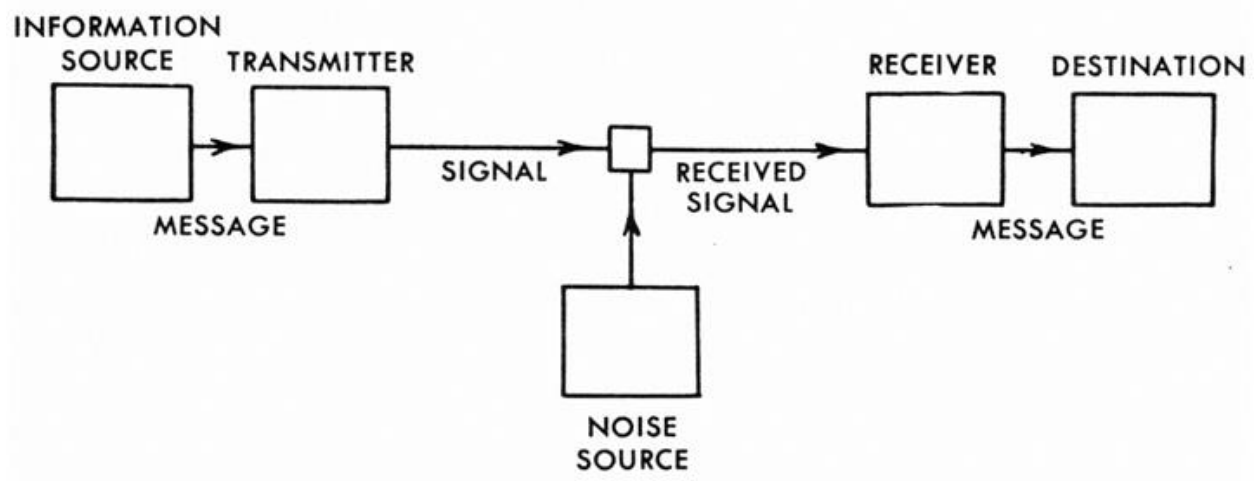 INFORMATION
SOURCE
TRANSMITTER
RECEIVER
DESTINATION
SIGNAL
RECEIVED
SIGNAL
MESSAGE
MESSAGE
NOISE
SOURCE